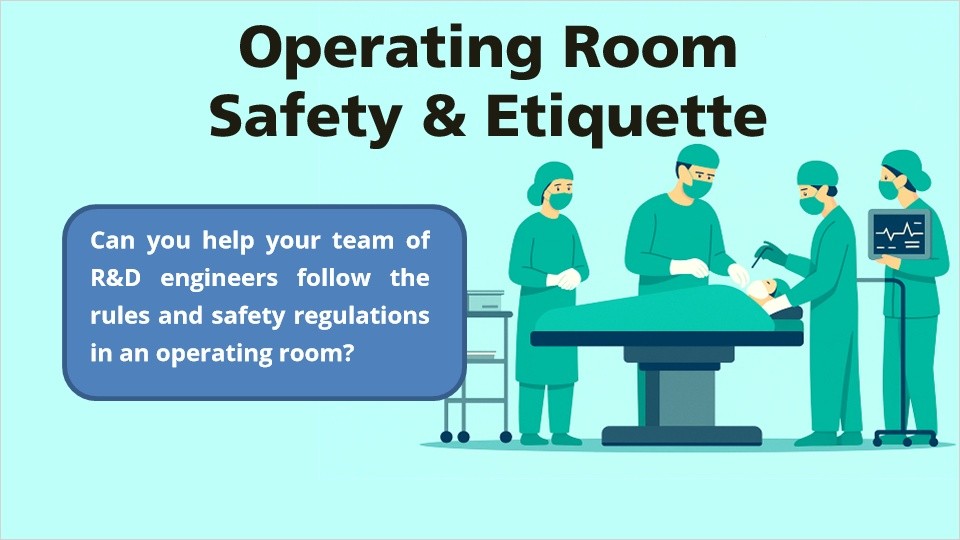 Operating Room
Safety & Etiquette
Can you help your team of
R&D engineers follow the
rules and safety regulations
in an operating room?